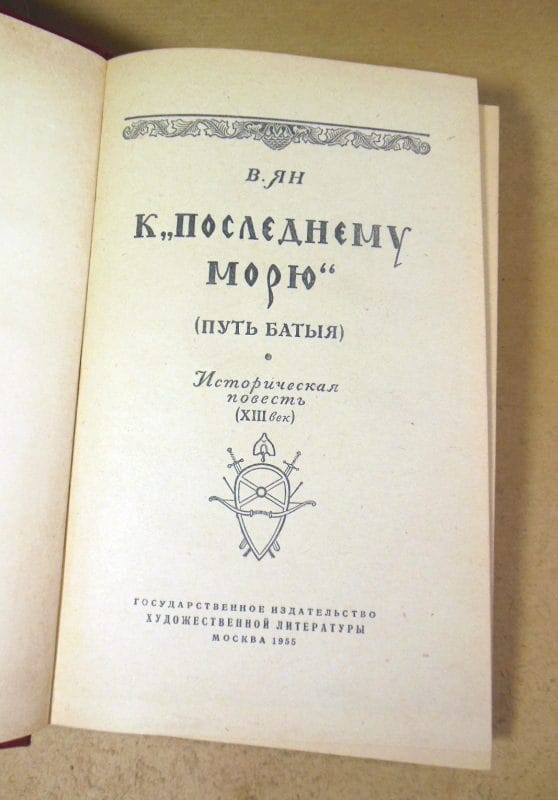 В. ЯН
К „ПОСЛЕДНЕМУ
МОРЮ“
(ПУТЬ БАТЫЯ)
Историческая
повесть
(XIII век)
ГОСУДАРСТВЕННОЕ ИЗДАТЕЛЬСТВО
ХУДОЖЕСТВЕННОЙ ЛИТЕРАТУРЫ
МОСКВА 1955